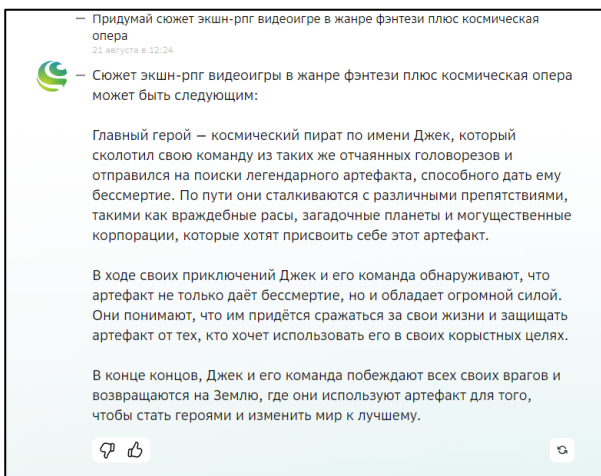 — Придумай сюжет экшн-рпг видеоигре в жанре фэнтези плюс космическая
опера
21 августа в 12:24
— Сюжет экшн-рпг видеоигры в жанре фэнтези плюс космическая опера
может быть следующим:
Главный герой — космический пират по имени Джек, который
сколотил свою команду из таких же отчаянных головорезов и
отправился на поиски легендарного артефакта, способного дать ему
бессмертие. По пути они сталкиваются с различными препятствиями,
такими как враждебные расы, загадочные планеты и могущественные
корпорации, которые хотят присвоить себе этот артефакт.
В ходе своих приключений Джек и его команда обнаруживают, что
артефакт не только даёт бессмертие, но и обладает огромной силой.
Они понимают, что им придётся сражаться за свои жизни и защищать
артефакт от тех, кто хочет использовать его в своих корыстных целях.
В конце концов, Джек и его команда побеждают всех своих врагов и
возвращаются на Землю, где они используют артефакт для того,
чтобы стать героями и изменить мир к лучшему.